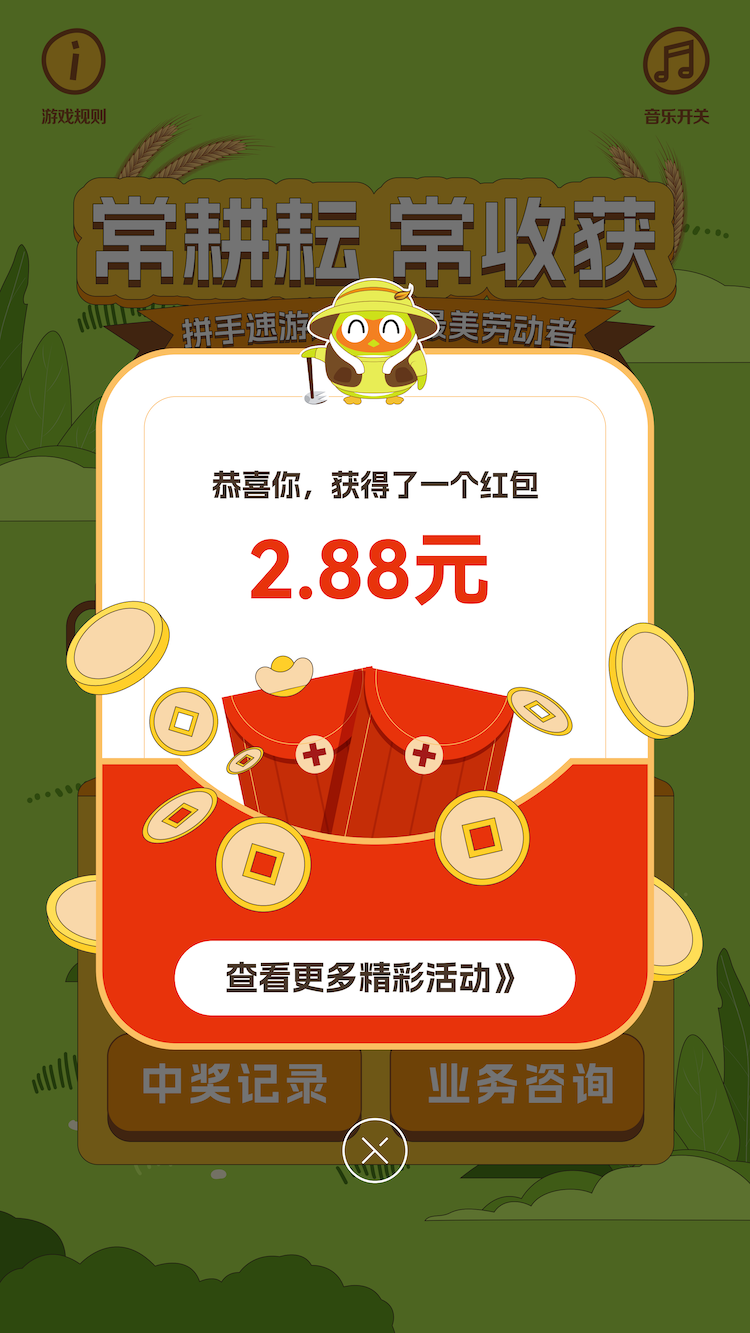 游戏规则
音乐开关
常耕耘 常收获
拼手速游
最美劳动者
恭喜你，获得了一个红包
2.88元
查看更多精彩活动》
中奖记录
业务咨询